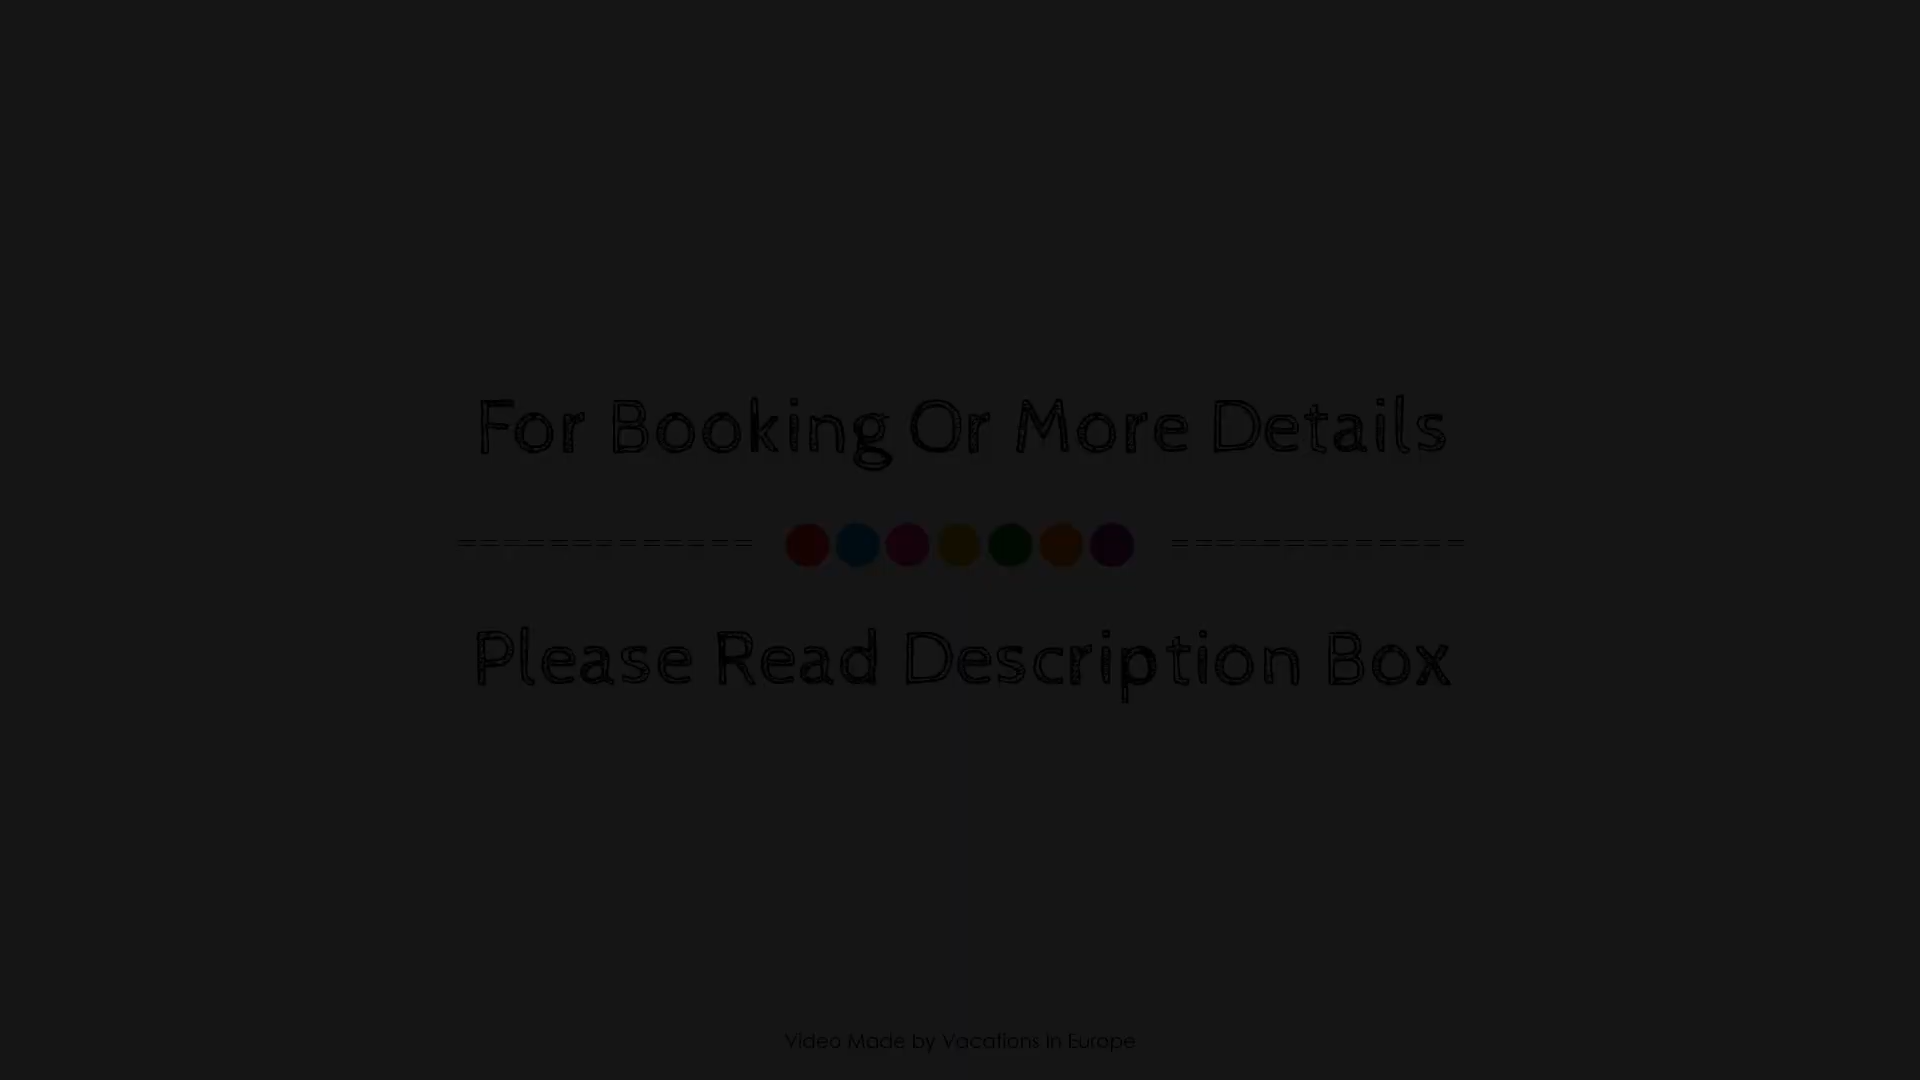 For Booking Or More Details
============= =============
Please Read Description Box
Video Made by Vacations in Europe